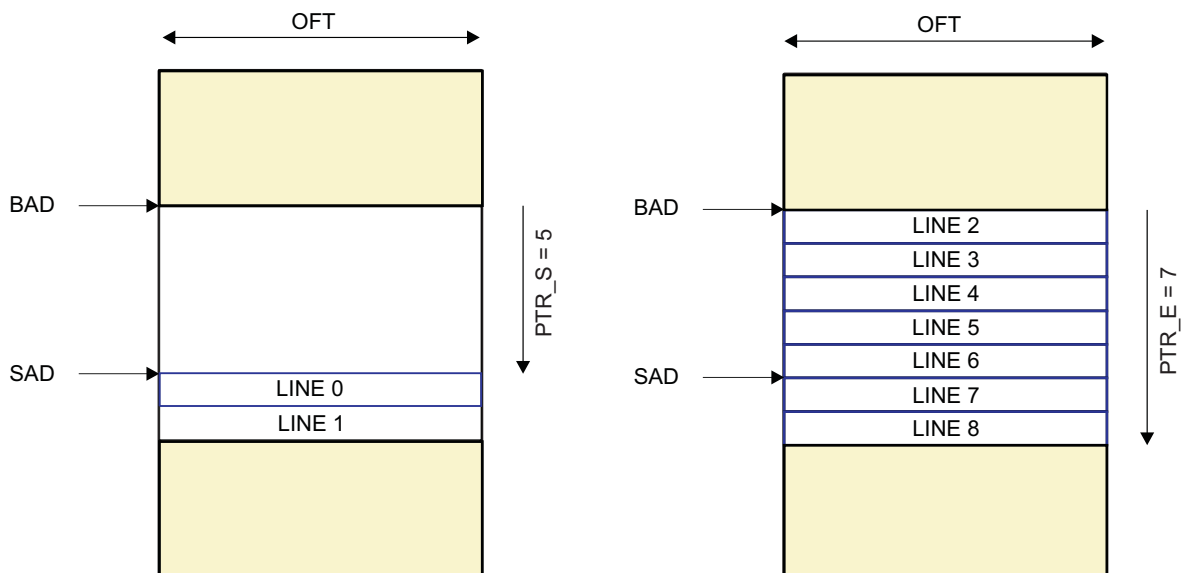 OFT
BAD
PTR_S = 5
SAD
LINE 0
LINE 1
OFT
BAD
LINE 2
LINE 3
LINE 4
LINE 5
LINE 6
PTR_E = 7
SAD
LINE 7
LINE 8